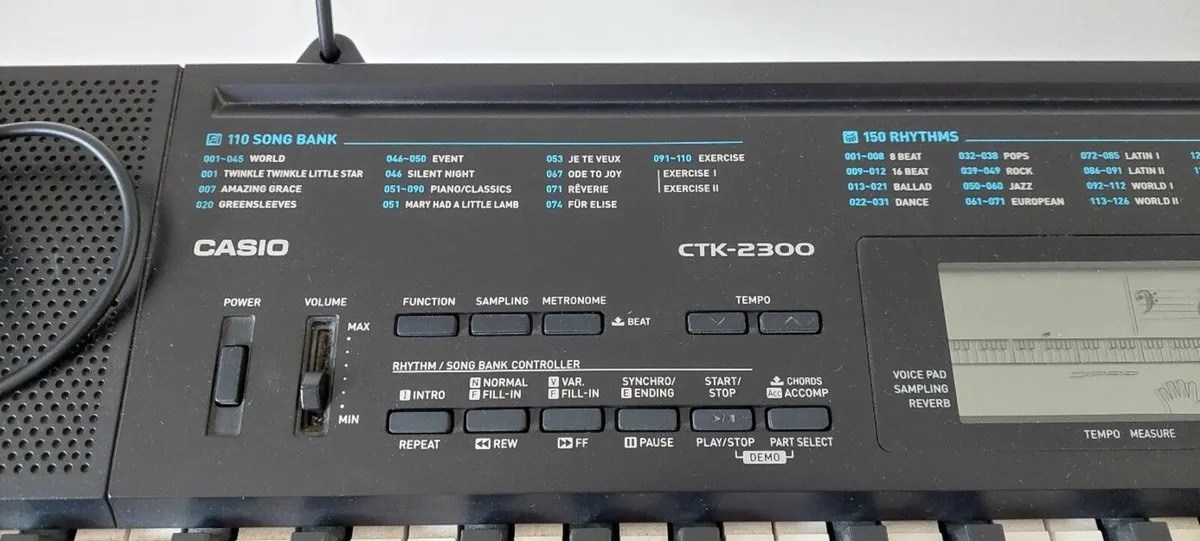 110 SONG BANK
001~045 WORLD
001 TWINKLE TWINKLE LITTLE STAR
007 AMAZING GRACE
020 GREENSLEEVES
046~050 EVENT
046 SILENT NIGHT
051~090 PIANO/CLASSICS
051 MARY HAD A LITTLE LAMB
053 JE TE VEUX
067 ODE TO JOY
071 RÊVERIE
074 FÜR ELISE
091~110 EXERCISE
EXERCISE I
EXERCISE II
150 RHYTHMS
001~008 8 BEAT
009~012 16 BEAT
013~021 BALLAD
022~031 DANCE
032~038 POPS
039~049 ROCK
050~060 JAZZ
061~071 EUROPEAN
072~085 LATIN I
086~091 LATIN II
092~112 WORLD I
113~126 WORLD II
CASIO
CTK-2300
POWER
VOLUME
MAX
MIN
FUNCTION SAMPLING METRONOME
BEAT
TEMPO
RHYTHM / SONG BANK CONTROLLER
I INTRO
N NORMAL
F FILL-IN
V VAR.
F FILL-IN
SYNCHRO/
E ENDING
START/
STOP
CHORDS
ACC ACCOMP
REPEAT REW FF PAUSE PLAY/STOP PART SELECT
DEMO
VOICE PAD
SAMPLING
REVERB
CASIO
TEMPO MEASURE